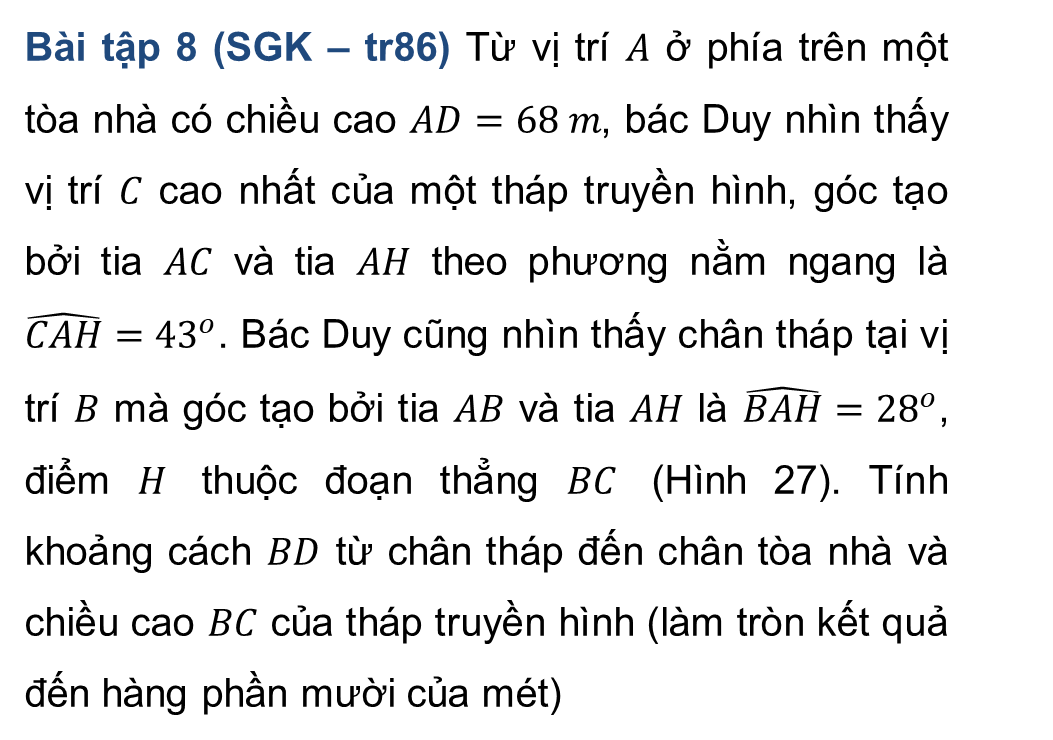 Bài tập 8 (SGK – tr86) Từ vị trí A ở phía trên một
tòa nhà có chiều cao AD = 68 m, bác Duy nhìn thấy
vị trí C cao nhất của một tháp truyền hình, góc tạo
bởi tia AC và tia AH theo phương nằm ngang là
\widehat{CAH} = 43°. Bác Duy cũng nhìn thấy chân tháp tại vị
trí B mà góc tạo bởi tia AB và tia AH là \widehat{BAH} = 28°,
điểm H thuộc đoạn thẳng BC (Hình 27). Tính
khoảng cách BD từ chân tháp đến chân tòa nhà và
chiều cao BC của tháp truyền hình (làm tròn kết quả
đến hàng phần mười của mét)